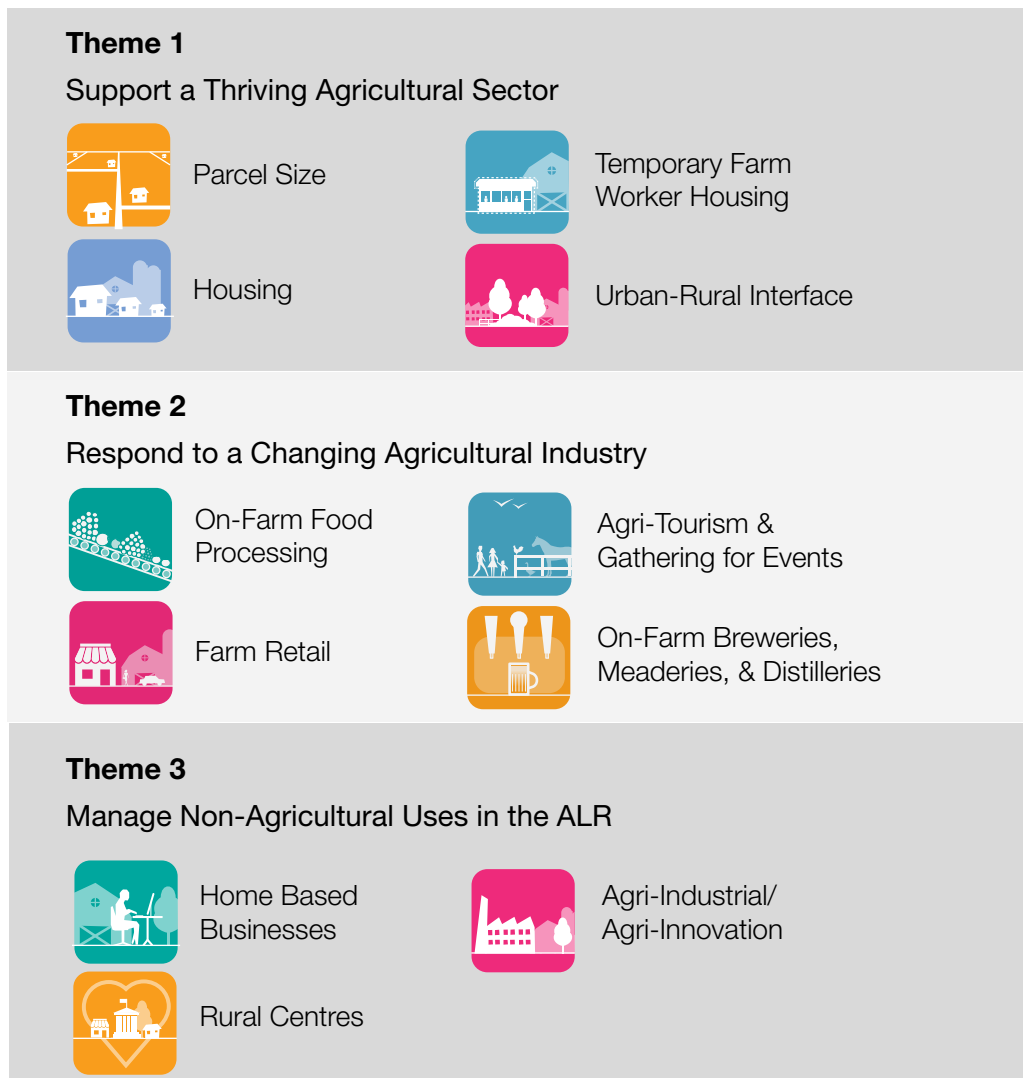 Theme 1
Support a Thriving Agricultural Sector
Parcel Size
Temporary Farm
Worker Housing
Housing
Urban-Rural Interface
Theme 2
Respond to a Changing Agricultural Industry
On-Farm Food
Processing
Agri-Tourism &
Gathering for Events
Farm Retail
On-Farm Breweries,
Meaderies, & Distilleries
Theme 3
Manage Non-Agricultural Uses in the ALR
Home Based
Businesses
Agri-Industrial/
Agri-Innovation
Rural Centres